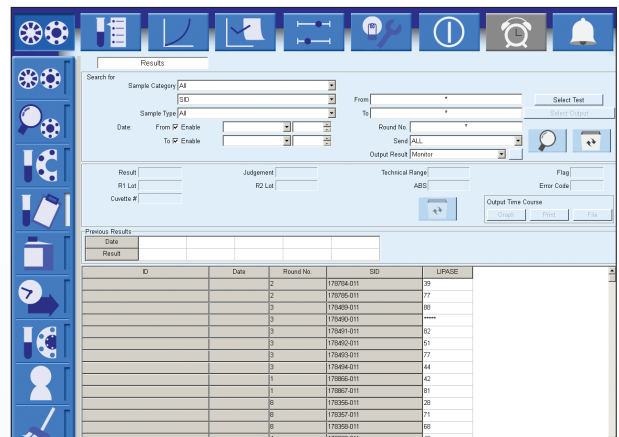 Results
Search for
Sample Category All
SID From *
Select Test
Sample Type All To *
Select Output
Date: From Enable Round No. *
To Enable Send ALL
Output Result Monitor
Result Judgement Technical Range Flag
R1 Lot R2 Lot ABS Error Code
Cuvette #
Output Time Course
Graph Print File
Previous Results
Date
Result
ID Date Round No. SID LIPASE
2 178784-011 39
2 178785-011 77
3 178489-011 88
3 178490-011 *****
3 178491-011 82
3 178492-011 51
3 178493-011 77
3 178494-011 44
1 178866-011 42
1 178867-011 81
8 178356-011 28
8 178357-011 71
8 178358-011 68